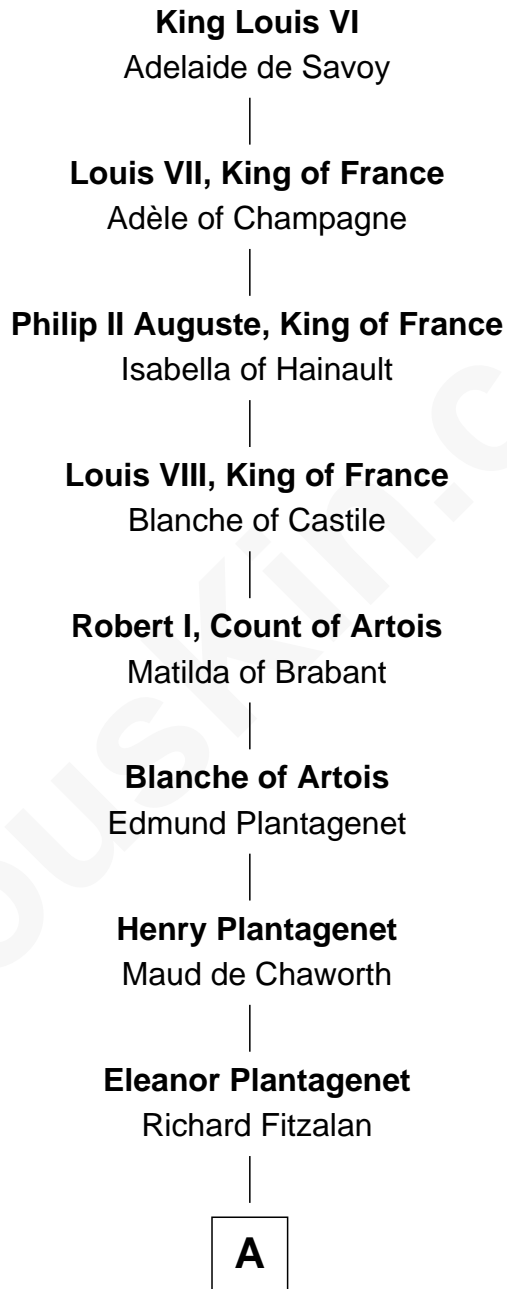 King Louis VI
Adelaide de Savoy
Louis VII, King of France
Adèle of Champagne
Philip II Auguste, King of France
Isabella of Hainault
Louis VIII, King of France
Blanche of Castile
Robert I, Count of Artois
Matilda of Brabant
Blanche of Artois
Edmund Plantagenet
Henry Plantagenet
Maud de Chaworth
Eleanor Plantagenet
Richard Fitzalan
A